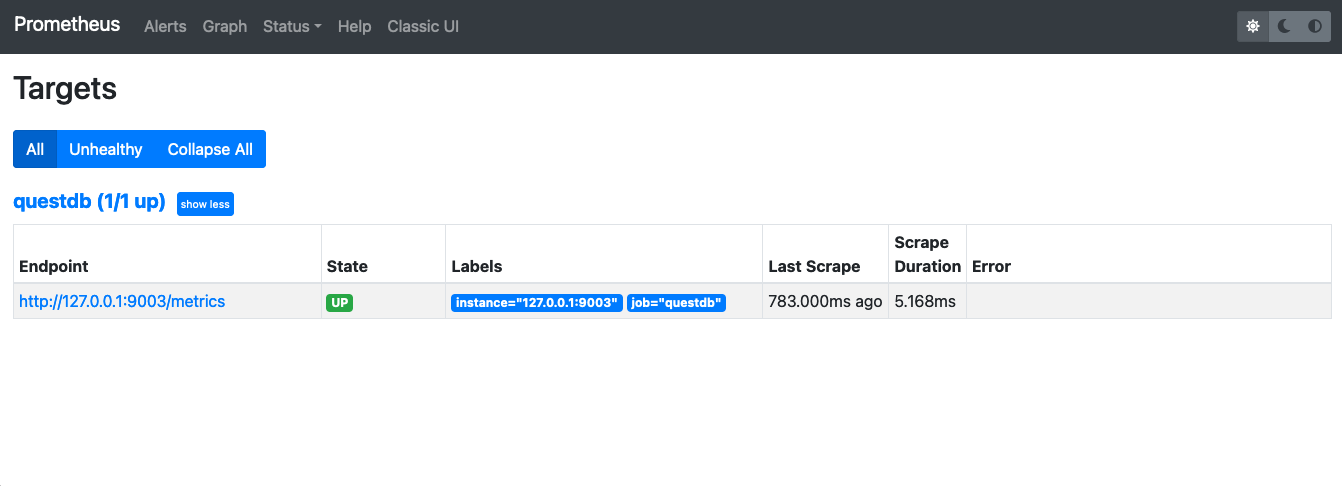 Prometheus Alerts Graph Status Help Classic UI
Targets
All Unhealthy Collapse All
questdb (1/1 up) show less
Endpoint State Labels Last Scrape Scrape Duration Error
http://127.0.0.1:9003/metrics UP instance="127.0.0.1:9003" job="questdb" 783.000ms ago 5.168ms